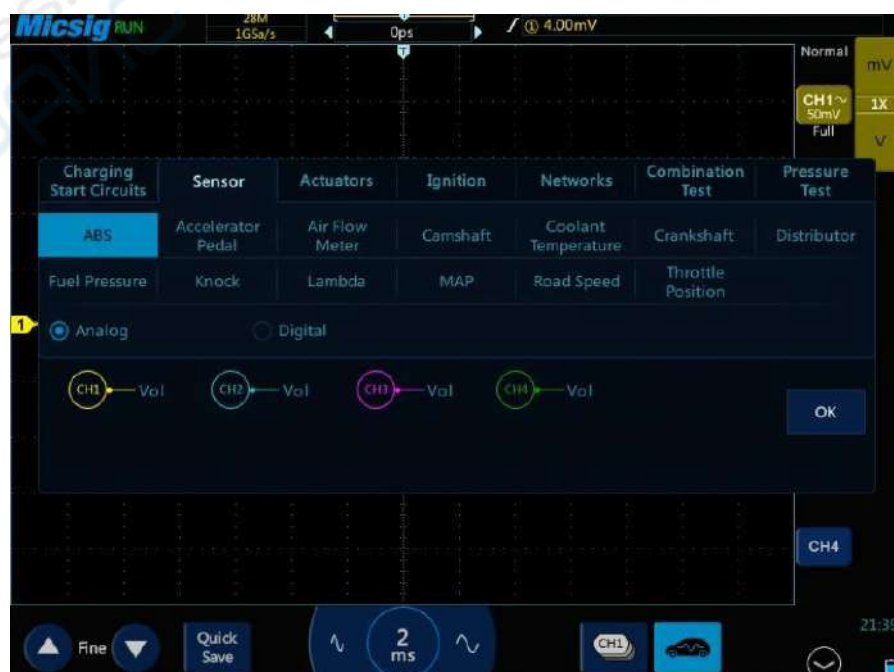 Micsig RUN
28M
1GSa/s
0ps
T
① 4.00mV
Normal
mV
CH1~
50mV
1X
Full
V
Charging
Start Circuits
Sensor
Actuators
Ignition
Networks
Combination
Test
Pressure
Test
ABS
Accelerator
Pedal
Air Flow
Meter
Camshaft
Coolant
Temperature
Crankshaft
Distributor
Fuel Pressure
Knock
Lambda
MAP
Road Speed
Throttle
Position
1
Analog
Digital
CH1 Vol
CH2 Vol
CH3 Vol
CH4 Vol
OK
CH4
Fine
Quick
Save
2
ms
CH1
21:39